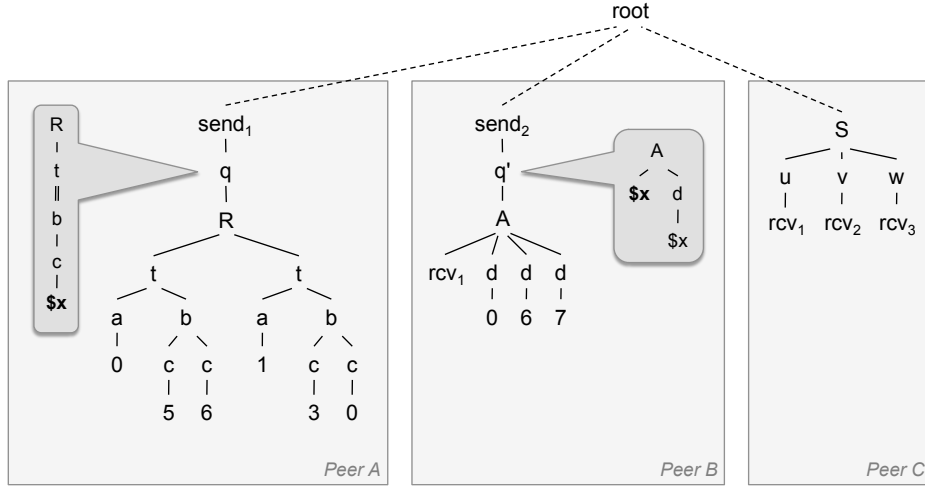 root
R
t
b
c
$x
send1
q
R
t t
a b a b
0 c c 1 c c
5 6 3 0
Peer A
send2
q'
A
rcv1 d d d
0 6 7
A
$x d
$x
Peer B
S
u v w
rcv1 rcv2 rcv3
Peer C